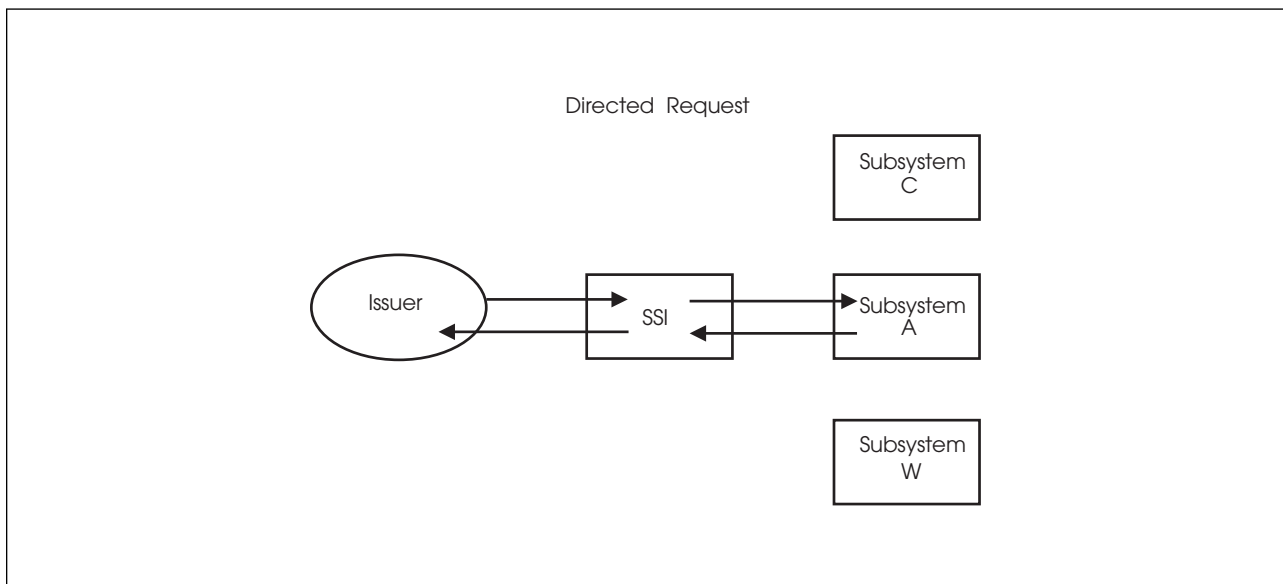 Directed Request
Subsystem
C
Issuer
SSI
Subsystem
A
Subsystem
W